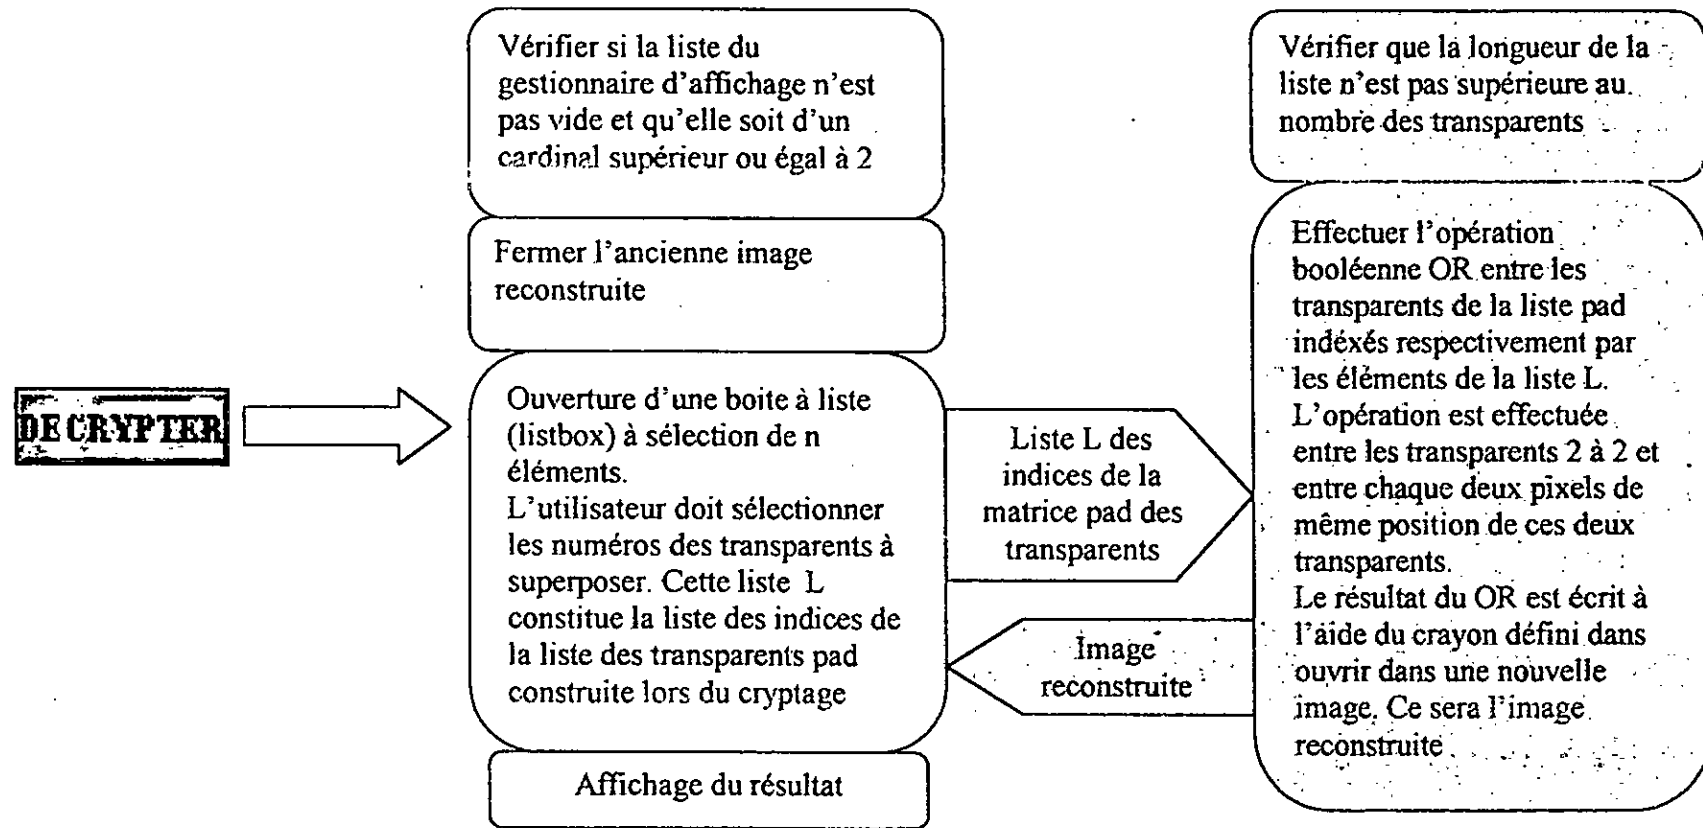 DECRYPTER
Vérifier si la liste du
gestionnaire d'affichage n'est
pas vide et qu'elle soit d'un
cardinal supérieur ou égal à 2
Fermer l'ancienne image
reconstruite
Ouverture d'une boite à liste
(listbox) à sélection de n
éléments.
L'utilisateur doit sélectionner
les numéros des transparents à
superposer. Cette liste L
constitue la liste des indices de
la liste des transparents pad
construite lors du cryptage
Affichage du résultat
Liste L des
indices de la
matrice pad des
transparents
Image
reconstruite
Vérifier que la longueur de la
liste n'est pas supérieure au
nombre des transparents
Effectuer l'opération
booléenne OR entre les
transparents de la liste pad
indéxés respectivement par
les éléments de la liste L.
L'opération est effectuée
entre les transparents 2 à 2 et
entre chaque deux pixels de
même position de ces deux
transparents.
Le résultat du OR est écrit à
l'aide du crayon défini dans
ouvrir dans une nouvelle
image. Ce sera l'image
reconstruite